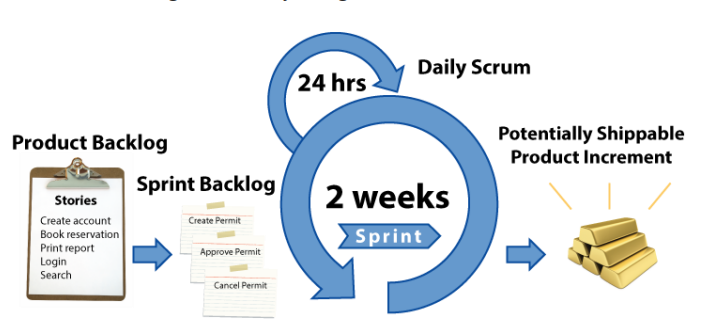 24 hrs
Daily Scrum
Product Backlog
Stories
Create account
Book reservation
Print report
Login
Search
Sprint Backlog
Create Permit
Approve Permit
Cancel Permit
2 weeks
Sprint
Potentially Shippable
Product Increment